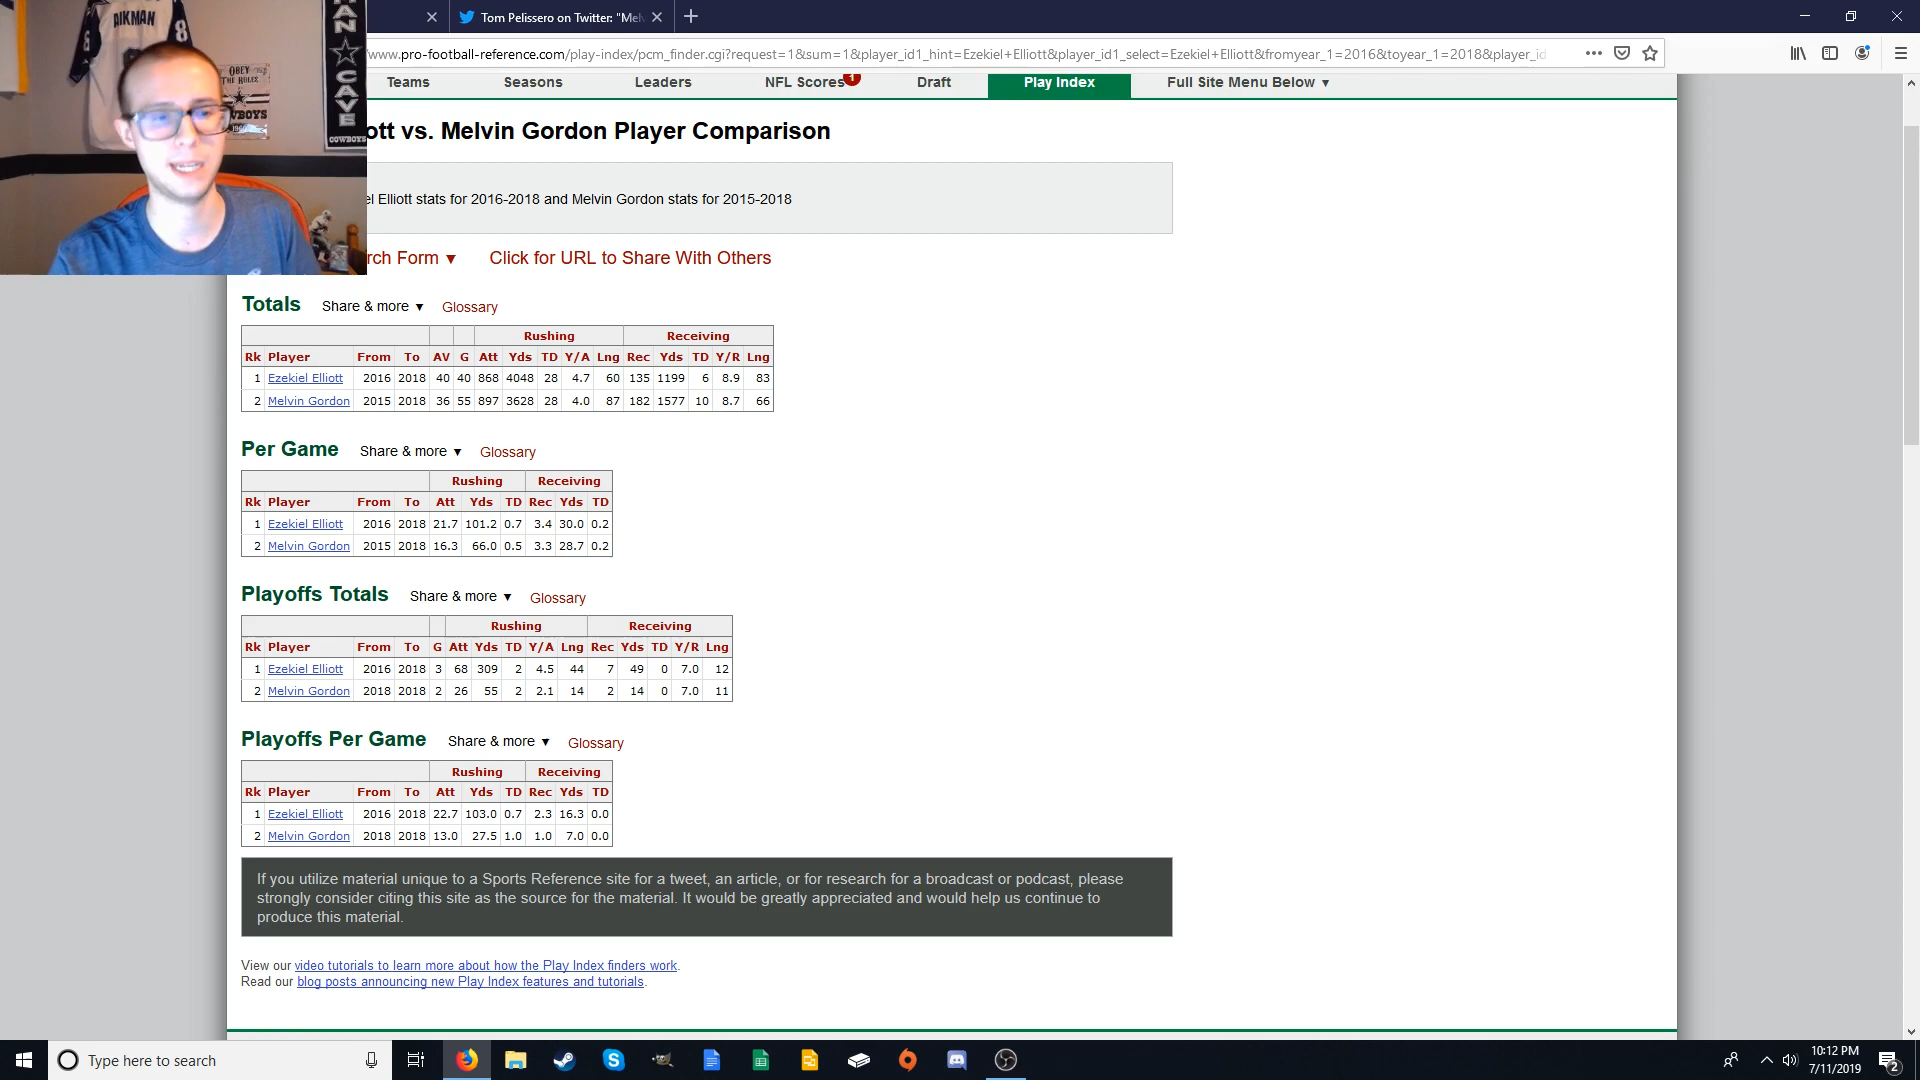 Tom Pelissero on Twitter: "Mel
www.pro-football-reference.com/play-index/pcm_finder.cgi?request=1&sum=1&player_id1_hint=Ezekiel+Elliott&player_id1_select=Ezekiel+Elliott&fromyear_1=2016&toyear_1=2018&player_id
Teams Seasons Leaders NFL Scores 1 Draft Play Index Full Site Menu Below ▼
AIKMAN 8
OBEY THE RULES
COWBOYS
MAN CAVE
COWBOYS
ott vs. Melvin Gordon Player Comparison
el Elliott stats for 2016-2018 and Melvin Gordon stats for 2015-2018
rch Form ▼ Click for URL to Share With Others
Totals Share & more ▼ Glossary
Rushing Receiving
Rk Player From To AV G Att Yds TD Y/A Lng Rec Yds TD Y/R Lng
1 Ezekiel Elliott 2016 2018 40 40 868 4048 28 4.7 60 135 1199 6 8.9 83
2 Melvin Gordon 2015 2018 36 55 897 3628 28 4.0 87 182 1577 10 8.7 66
Per Game Share & more ▼ Glossary
Rushing Receiving
Rk Player From To Att Yds TD Rec Yds TD
1 Ezekiel Elliott 2016 2018 21.7 101.2 0.7 3.4 30.0 0.2
2 Melvin Gordon 2015 2018 16.3 66.0 0.5 3.3 28.7 0.2
Playoffs Totals Share & more ▼ Glossary
Rushing Receiving
Rk Player From To G Att Yds TD Y/A Lng Rec Yds TD Y/R Lng
1 Ezekiel Elliott 2016 2018 3 68 309 2 4.5 44 7 49 0 7.0 12
2 Melvin Gordon 2018 2018 2 26 55 2 2.1 14 2 14 0 7.0 11
Playoffs Per Game Share & more ▼ Glossary
Rushing Receiving
Rk Player From To Att Yds TD Rec Yds TD
1 Ezekiel Elliott 2016 2018 22.7 103.0 0.7 2.3 16.3 0.0
2 Melvin Gordon 2018 2018 13.0 27.5 1.0 1.0 7.0 0.0
If you utilize material unique to a Sports Reference site for a tweet, an article, or for research for a broadcast or podcast, please
strongly consider citing this site as the source for the material. It would be greatly appreciated and would help us continue to
produce this material.
View our video tutorials to learn more about how the Play Index finders work.
Read our blog posts announcing new Play Index features and tutorials.
Type here to search
10:12 PM
7/11/2019
2